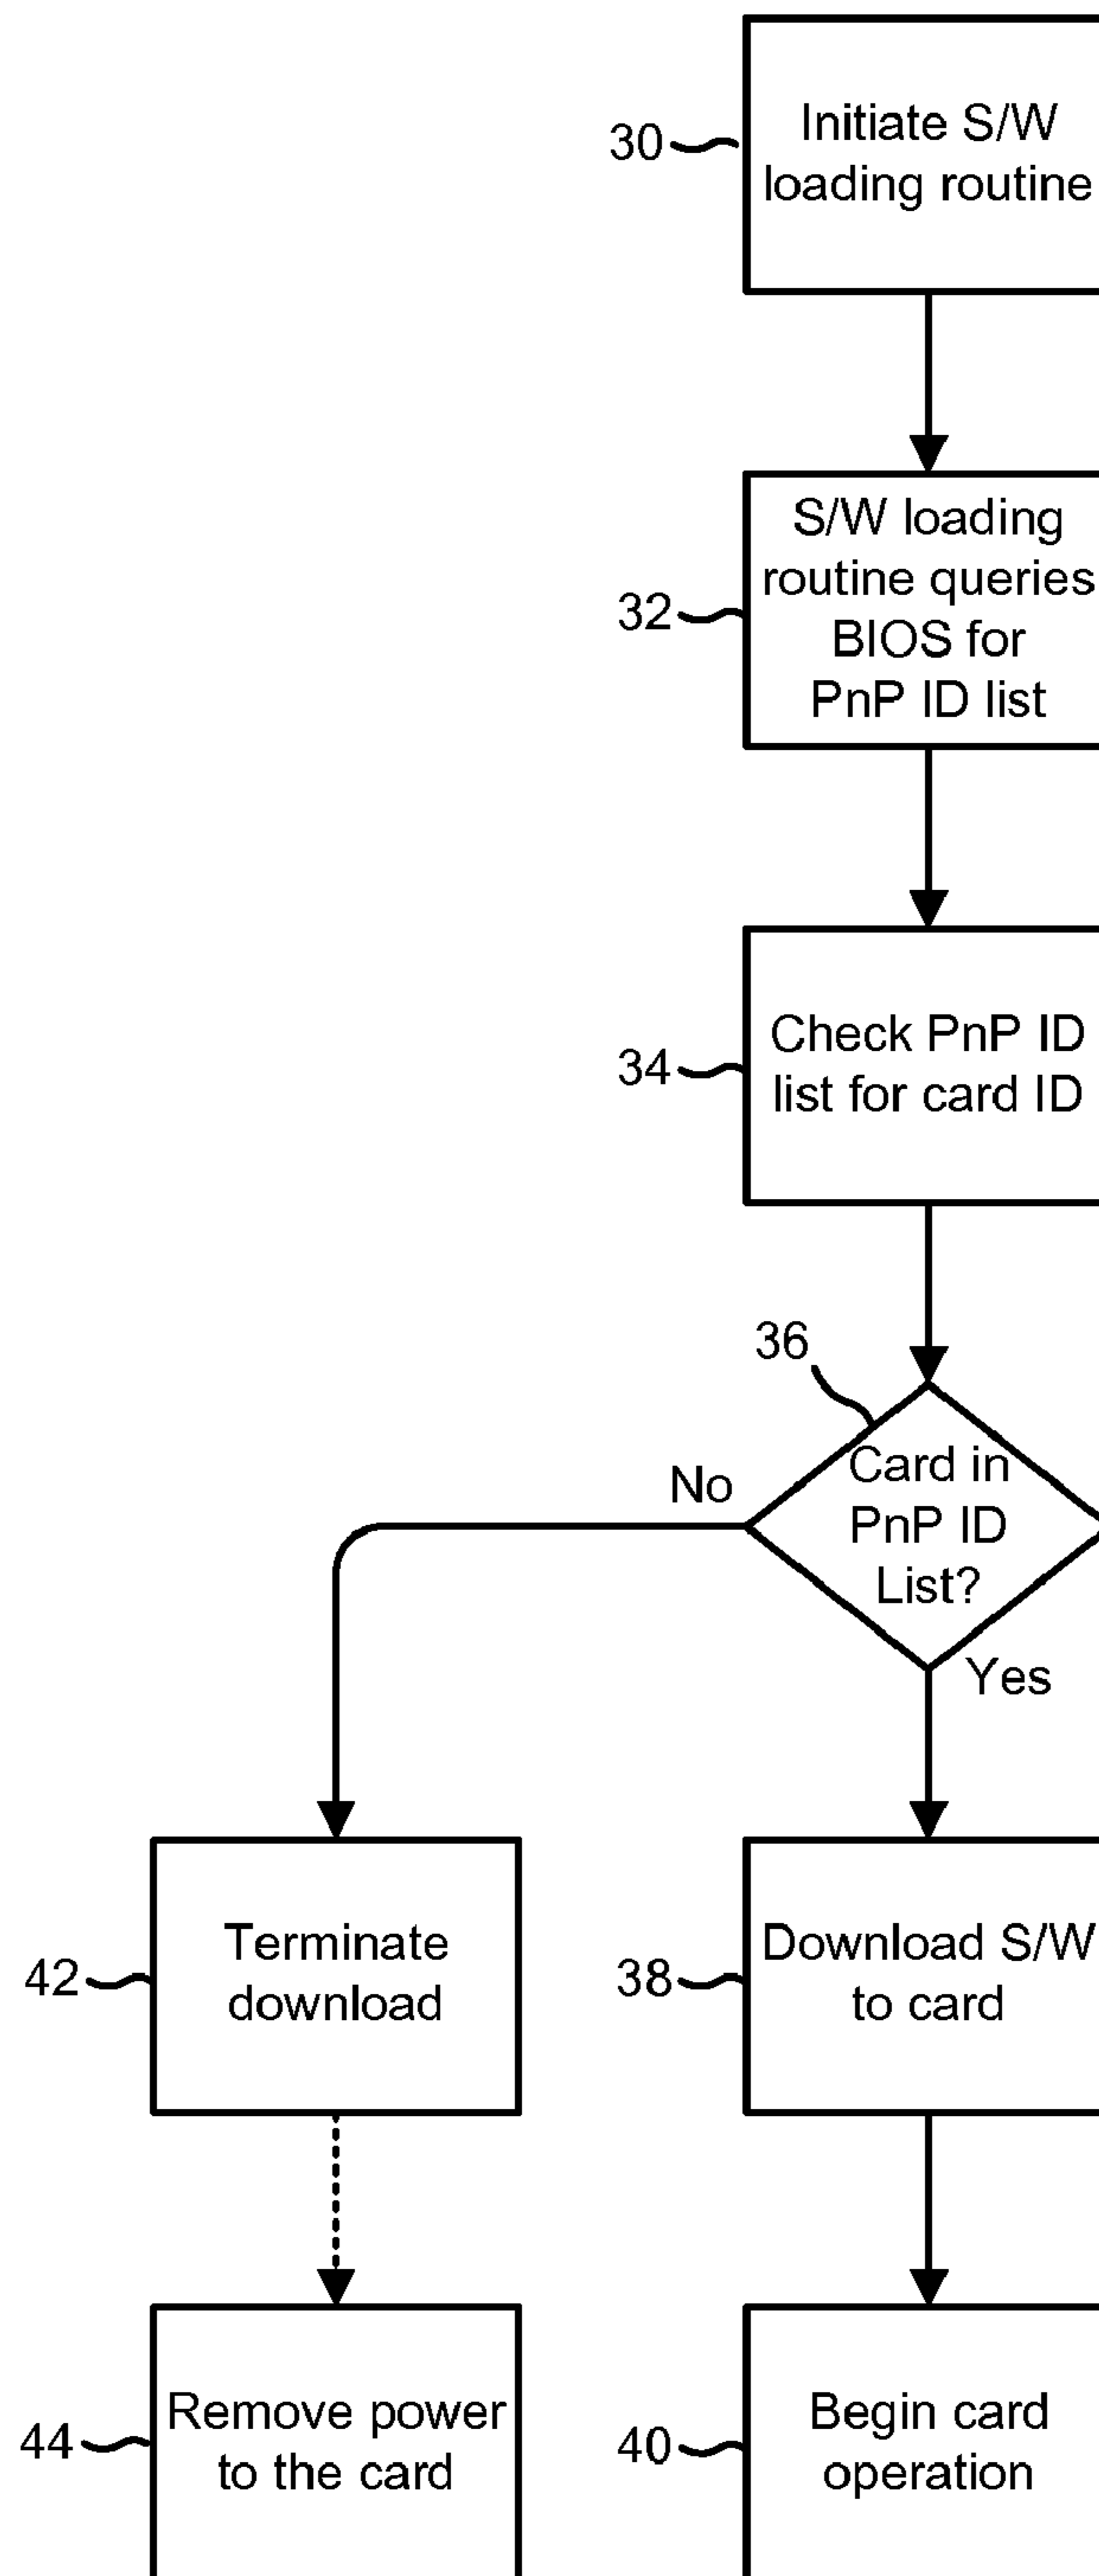 30
Initiate S/W
loading routine
32
S/W loading
routine queries
BIOS for
PnP ID list
34
Check PnP ID
list for card ID
36
Card in
PnP ID
List?
No
Yes
42
Terminate
download
38
Download S/W
to card
44
Remove power
to the card
40
Begin card
operation